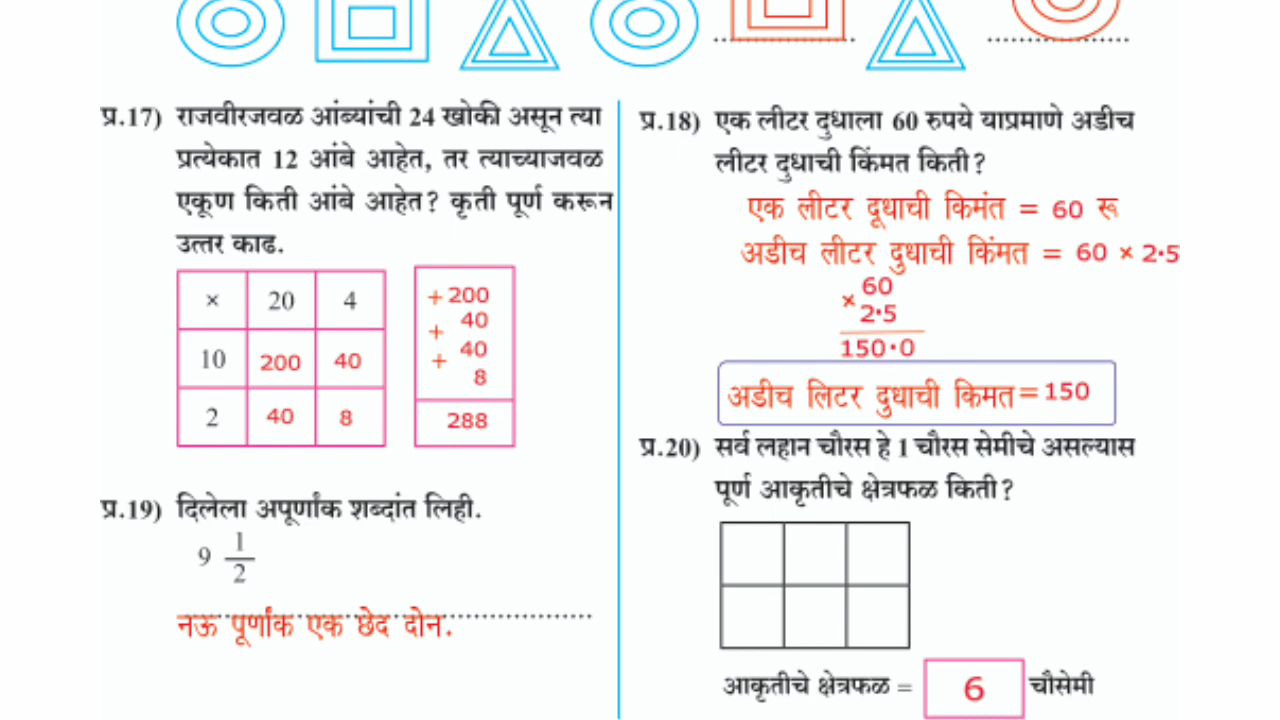 प्र.17) राजवीरजवळ आंब्यांची 24 खोकी असून त्या
प्रत्येकात 12 आंबे आहेत, तर त्याच्याजवळ
एकूण किती आंबे आहेत? कृती पूर्ण करून
उत्तर काढ.
× 20 4
10 200 40
2 40 8
+200
+ 40
+ 40
8
288
प्र.19) दिलेला अपूर्णांक शब्दांत लिही.
9 1/2
नऊ पूर्णांक एक छेद दोन.
प्र.18) एक लीटर दुधाला 60 रुपये याप्रमाणे अडीच
लीटर दुधाची किंमत किती?
एक लीटर दूधाची किमंत = 60 रू
अडीच लीटर दुधाची किंमत = 60 × 2·5
60
× 2·5
150·0
अडीच लिटर दुधाची किमत=150
प्र.20) सर्व लहान चौरस हे 1 चौरस सेमीचे असल्यास
पूर्ण आकृतीचे क्षेत्रफळ किती?
आकृतीचे क्षेत्रफळ = 6 चौसेमी